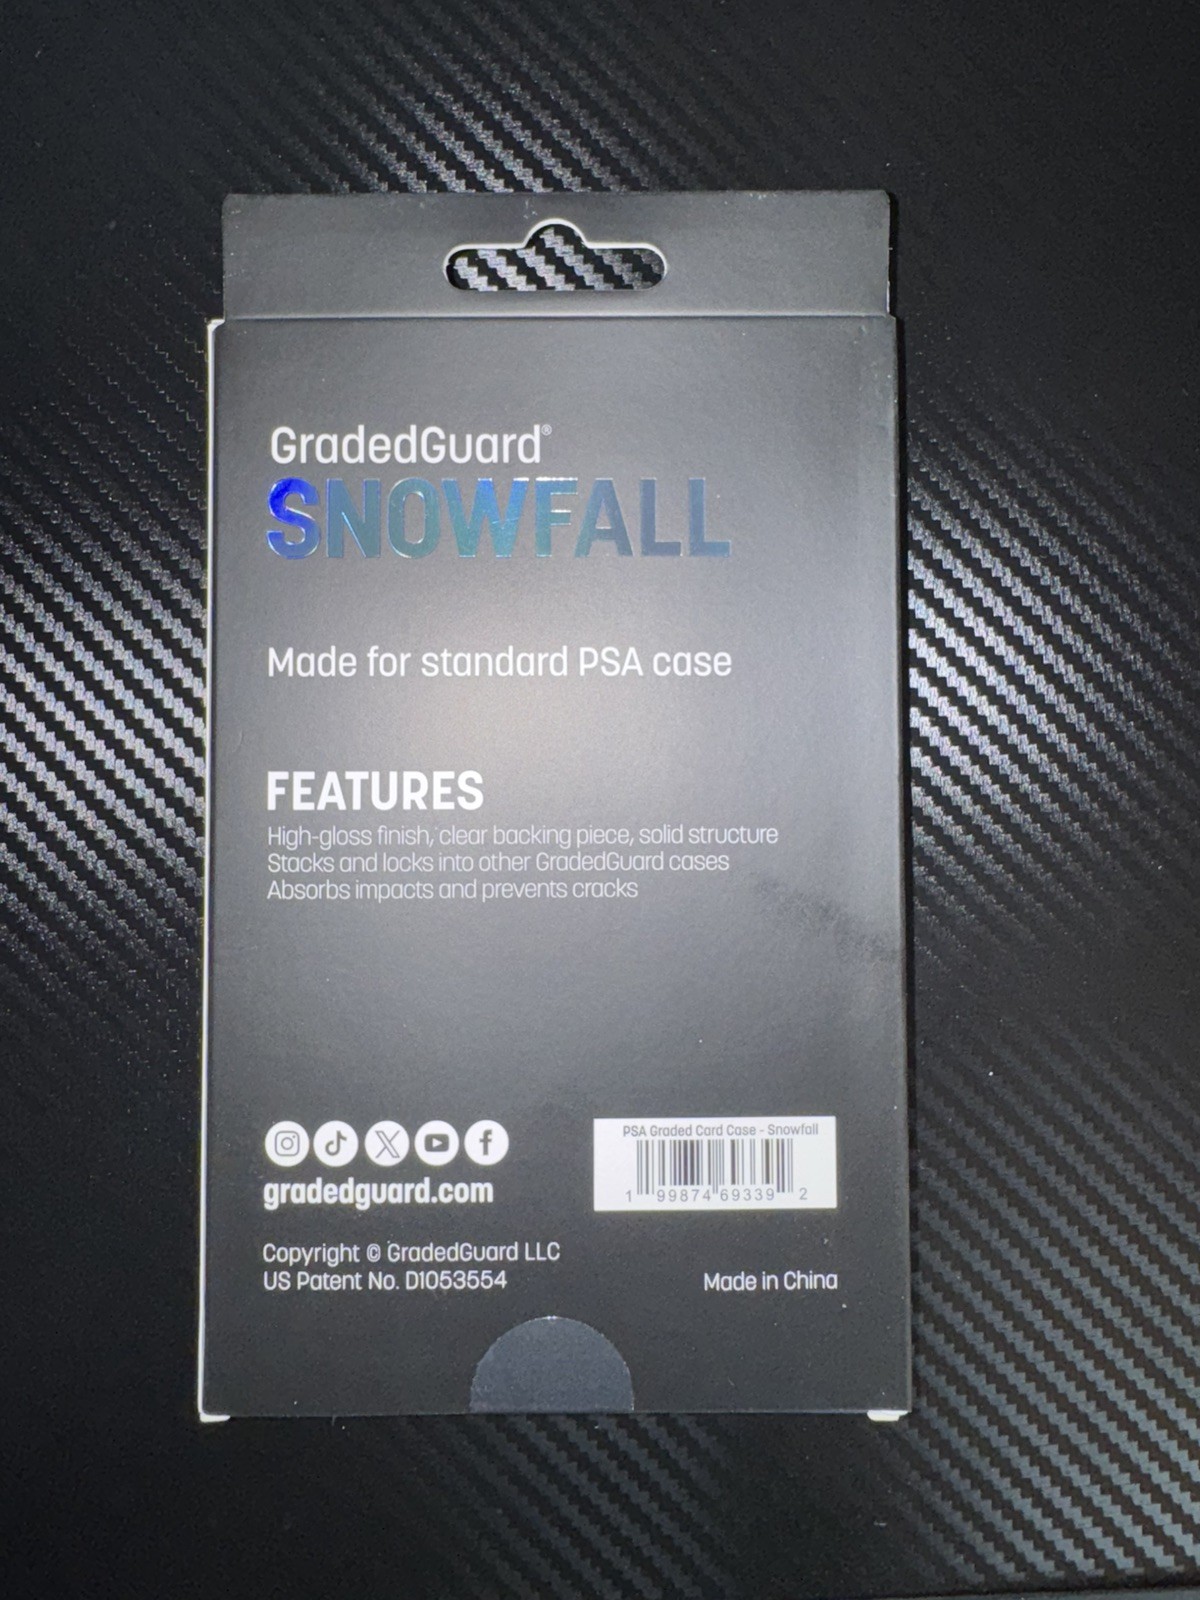 GradedGuard®
SNOWFALL
Made for standard PSA case
FEATURES
High-gloss finish, clear backing piece, solid structure
Stacks and locks into other GradedGuard cases
Absorbs impacts and prevents cracks
gradedguard.com
PSA Graded Card Case - Snowfall
1 99874 69339 2
Copyright © GradedGuard LLC
US Patent No. D1053554
Made in China